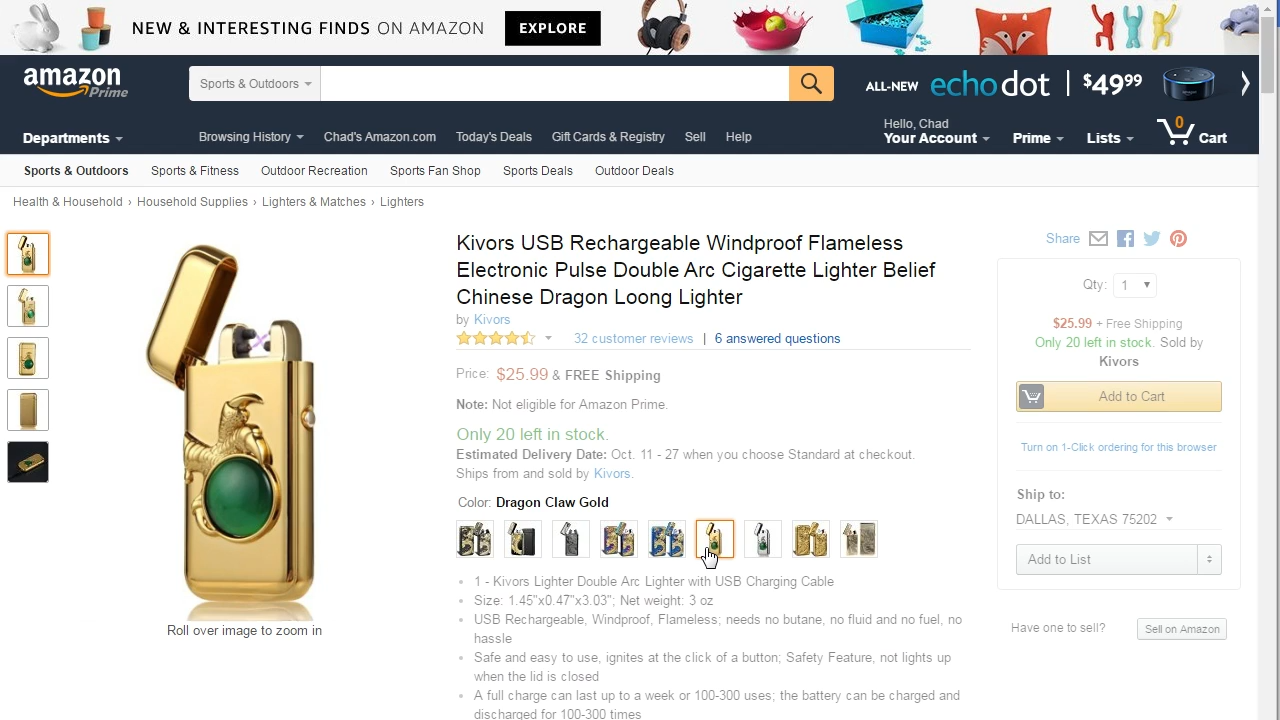 NEW & INTERESTING FINDS ON AMAZON EXPLORE
amazon Prime
Sports & Outdoors
ALL-NEW echo dot | $49.99
Departments
Browsing History
Chad's Amazon.com
Today's Deals
Gift Cards & Registry
Sell
Help
Hello, Chad
Your Account
Prime
Lists
0
Cart
Sports & Outdoors
Sports & Fitness
Outdoor Recreation
Sports Fan Shop
Sports Deals
Outdoor Deals
Health & Household › Household Supplies › Lighters & Matches › Lighters
Roll over image to zoom in
Kivors USB Rechargeable Windproof Flameless
Electronic Pulse Double Arc Cigarette Lighter Belief
Chinese Dragon Loong Lighter
by Kivors
32 customer reviews | 6 answered questions
Price: $25.99 & FREE Shipping
Note: Not eligible for Amazon Prime.
Only 20 left in stock.
Estimated Delivery Date: Oct. 11 - 27 when you choose Standard at checkout.
Ships from and sold by Kivors.
Color: Dragon Claw Gold
1 - Kivors Lighter Double Arc Lighter with USB Charging Cable
Size: 1.45"x0.47"x3.03"; Net weight: 3 oz
USB Rechargeable, Windproof, Flameless; needs no butane, no fluid and no fuel, no
hassle
Safe and easy to use, ignites at the click of a button; Safety Feature, not lights up
when the lid is closed
A full charge can last up to a week or 100-300 uses; the battery can be charged and
discharged for 100-300 times
Share
Qty: 1
$25.99 + Free Shipping
Only 20 left in stock. Sold by
Kivors
Add to Cart
Turn on 1-Click ordering for this browser
Ship to:
DALLAS, TEXAS 75202
Add to List
Have one to sell? Sell on Amazon